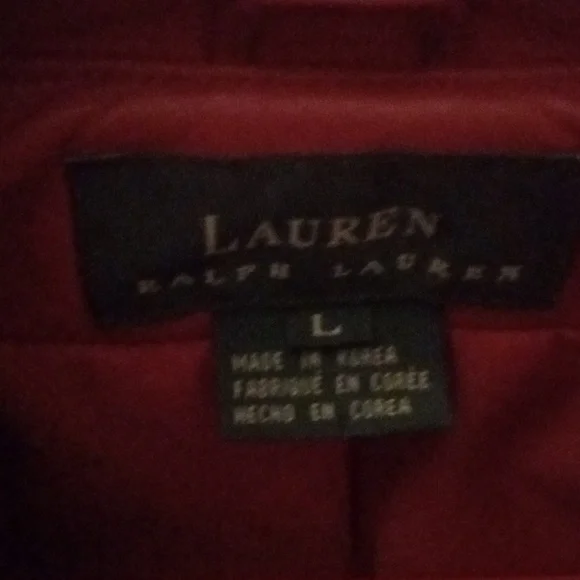 LAUREN
RALPH LAUREN
L
MADE IN KOREA
FABRIQUÉ EN CORÉE
HECHO EN COREA